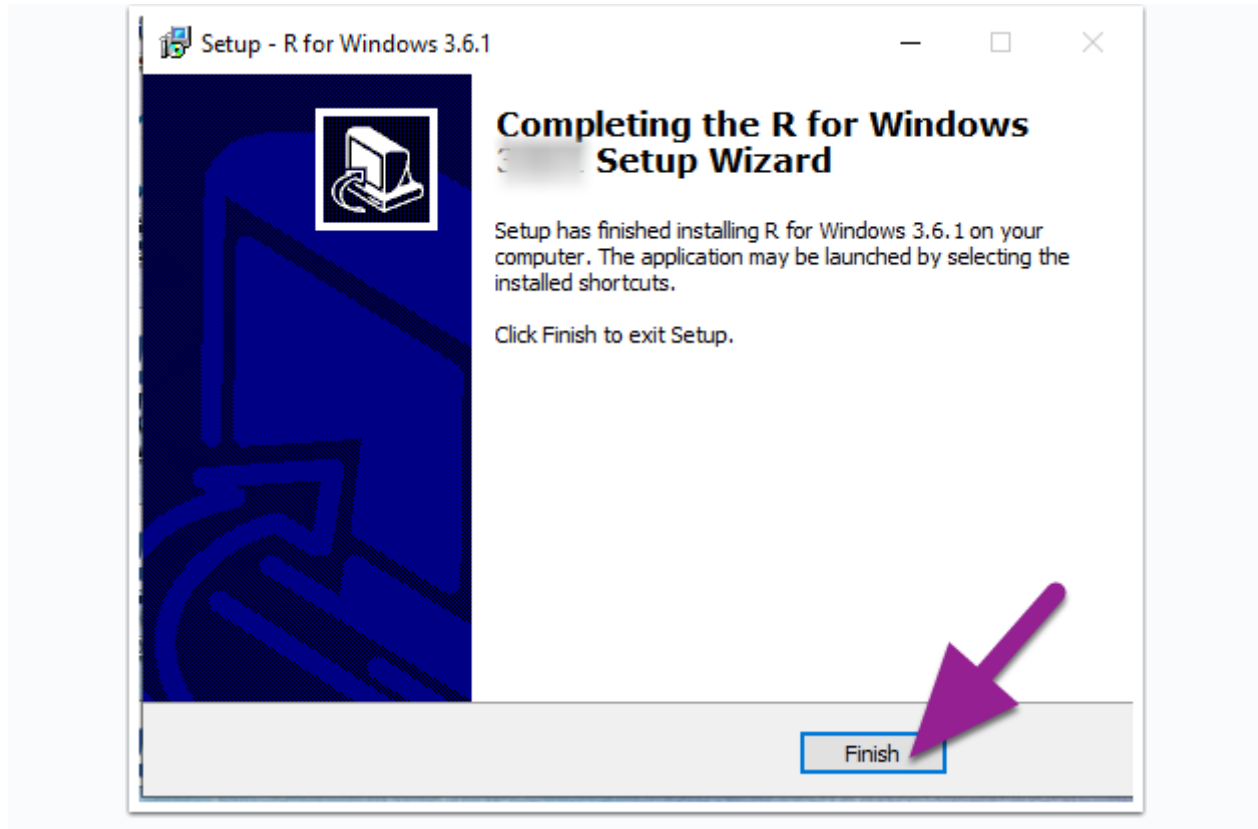 Setup - R for Windows 3.6.1
Completing the R for Windows
Setup Wizard
Setup has finished installing R for Windows 3.6.1 on your
computer. The application may be launched by selecting the
installed shortcuts.
Click Finish to exit Setup.
Finish